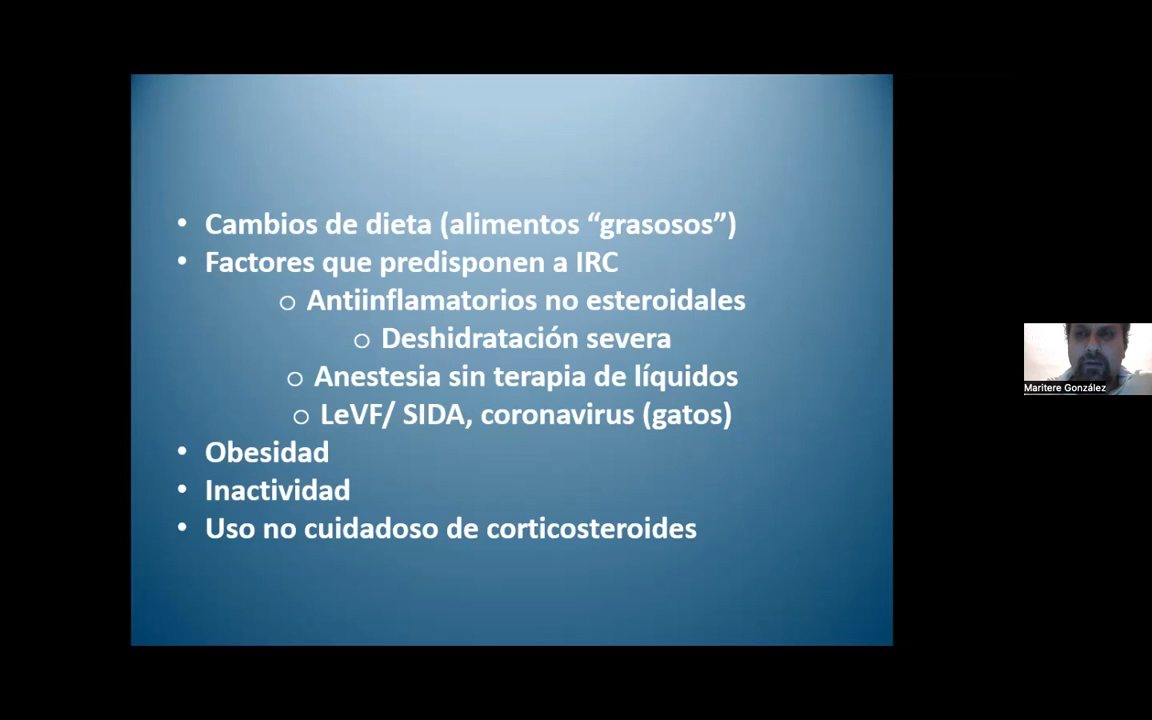 • Cambios de dieta (alimentos “grasosos”)
• Factores que predisponen a IRC
o Antiinflamatorios no esteroidales
o Deshidratación severa
o Anestesia sin terapia de líquidos
o LeVF/ SIDA, coronavirus (gatos)
• Obesidad
• Inactividad
• Uso no cuidadoso de corticosteroides
Maritere González